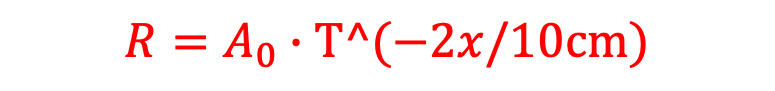 R = A₀ · T^(−2x/10cm)